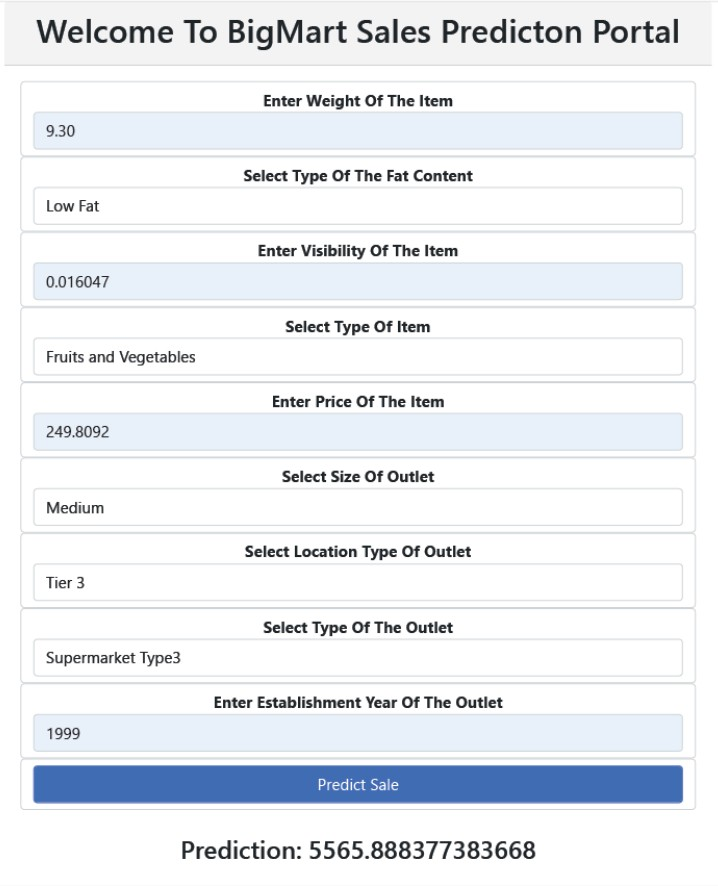 Welcome To BigMart Sales Predicton Portal
Enter Weight Of The Item
9.30
Select Type Of The Fat Content
Low Fat
Enter Visibility Of The Item
0.016047
Select Type Of Item
Fruits and Vegetables
Enter Price Of The Item
249.8092
Select Size Of Outlet
Medium
Select Location Type Of Outlet
Tier 3
Select Type Of The Outlet
Supermarket Type3
Enter Establishment Year Of The Outlet
1999
Predict Sale
Prediction: 5565.888377383668